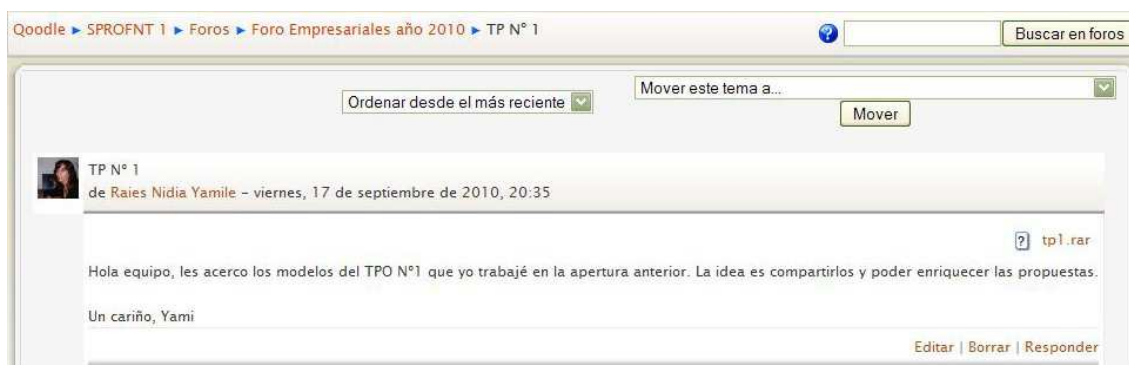 Qoodle ► SPROFNT 1 ► Foros ► Foro Empresariales año 2010 ► TP N° 1
Buscar en foros
Ordenar desde el más reciente
Mover este tema a...
Mover
TP N° 1
de Raies Nidia Yamile - viernes, 17 de septiembre de 2010, 20:35
tp1.rar
Hola equipo, les acerco los modelos del TPO N°1 que yo trabajé en la apertura anterior. La idea es compartirlos y poder enriquecer las propuestas.
Un cariño, Yami
Editar | Borrar | Responder